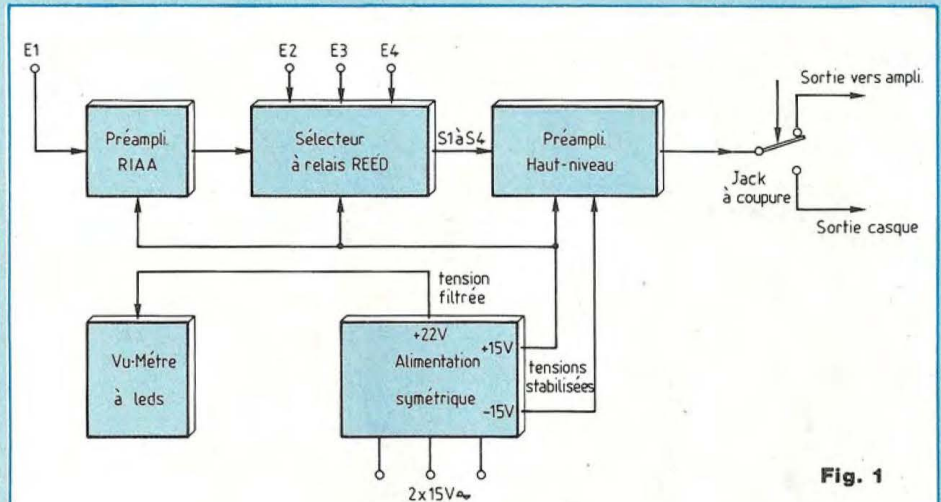 E1
E2
E3
E4
Préampli.
RIAA
Sélecteur
à relais REED
S1 à S4
Préampli.
Haut-niveau
Sortie vers ampli.
Jack
à coupure
Sortie casque
tension
filtrée
Vu-Métre
à leds
+22V
+15V
Alimentation
symétrique
-15V
tensions
stabilisées
2x15V~
Fig. 1